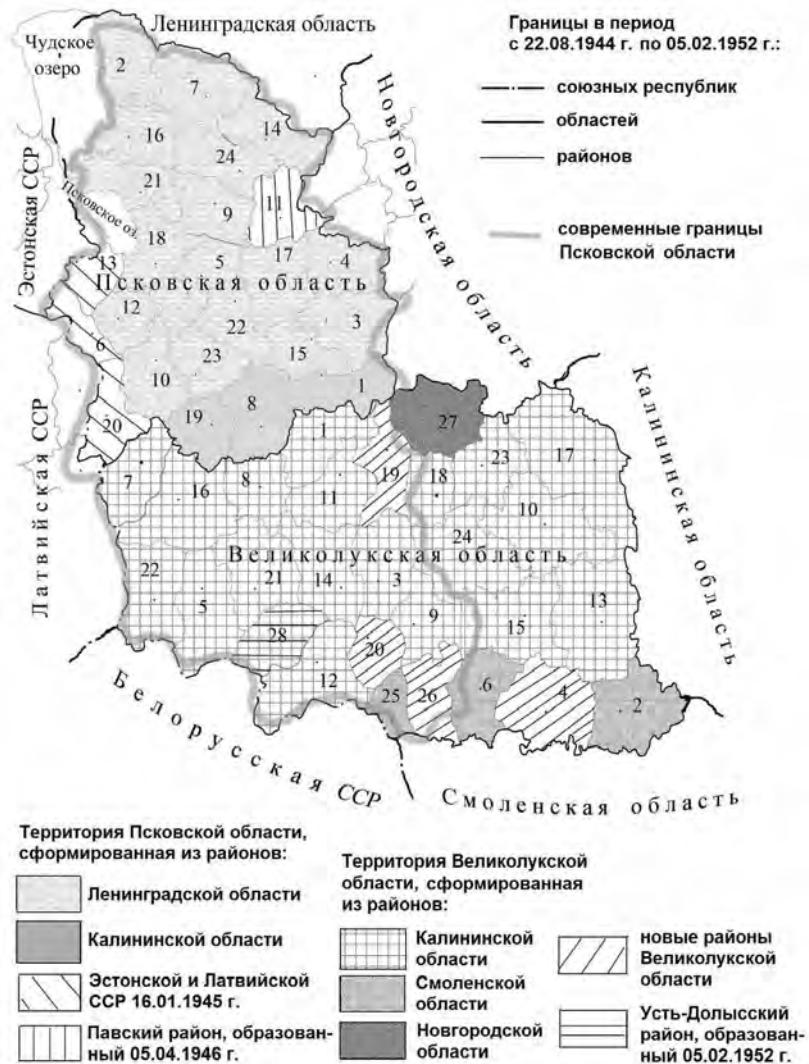 Ленинградская область
Чудское
озеро
Эстонская ССР
Псковское оз.
Новгородская область
Псковская область
Латвийская ССР
Калининская область
Великолукская область
Белорусская ССР
Смоленская область
2
7
16
14
24
21
11
9
18
13
5
17
4
12
22
3
6
23
15
10
1
8
19
20
27
1
7
16
8
11
19
18
23
17
10
24
22
5
21
14
3
9
15
13
28
20
12
25
26
6
4
2
Границы в период
с 22.08.1944 г. по 05.02.1952 г.:
союзных республик
областей
районов
современные границы
Псковской области
Территория Псковской области,
сформированная из районов:
Ленинградской области
Калининской области
Эстонской и Латвийской
ССР 16.01.1945 г.
Павский район, образован-
ный 05.04.1946 г.
Территория Великолукской
области, сформированная
из районов:
Калининской
области
Смоленской
области
Новгородской
области
новые районы
Великолукской
области
Усть-Долысский
район, образован-
ный 05.02.1952 г.